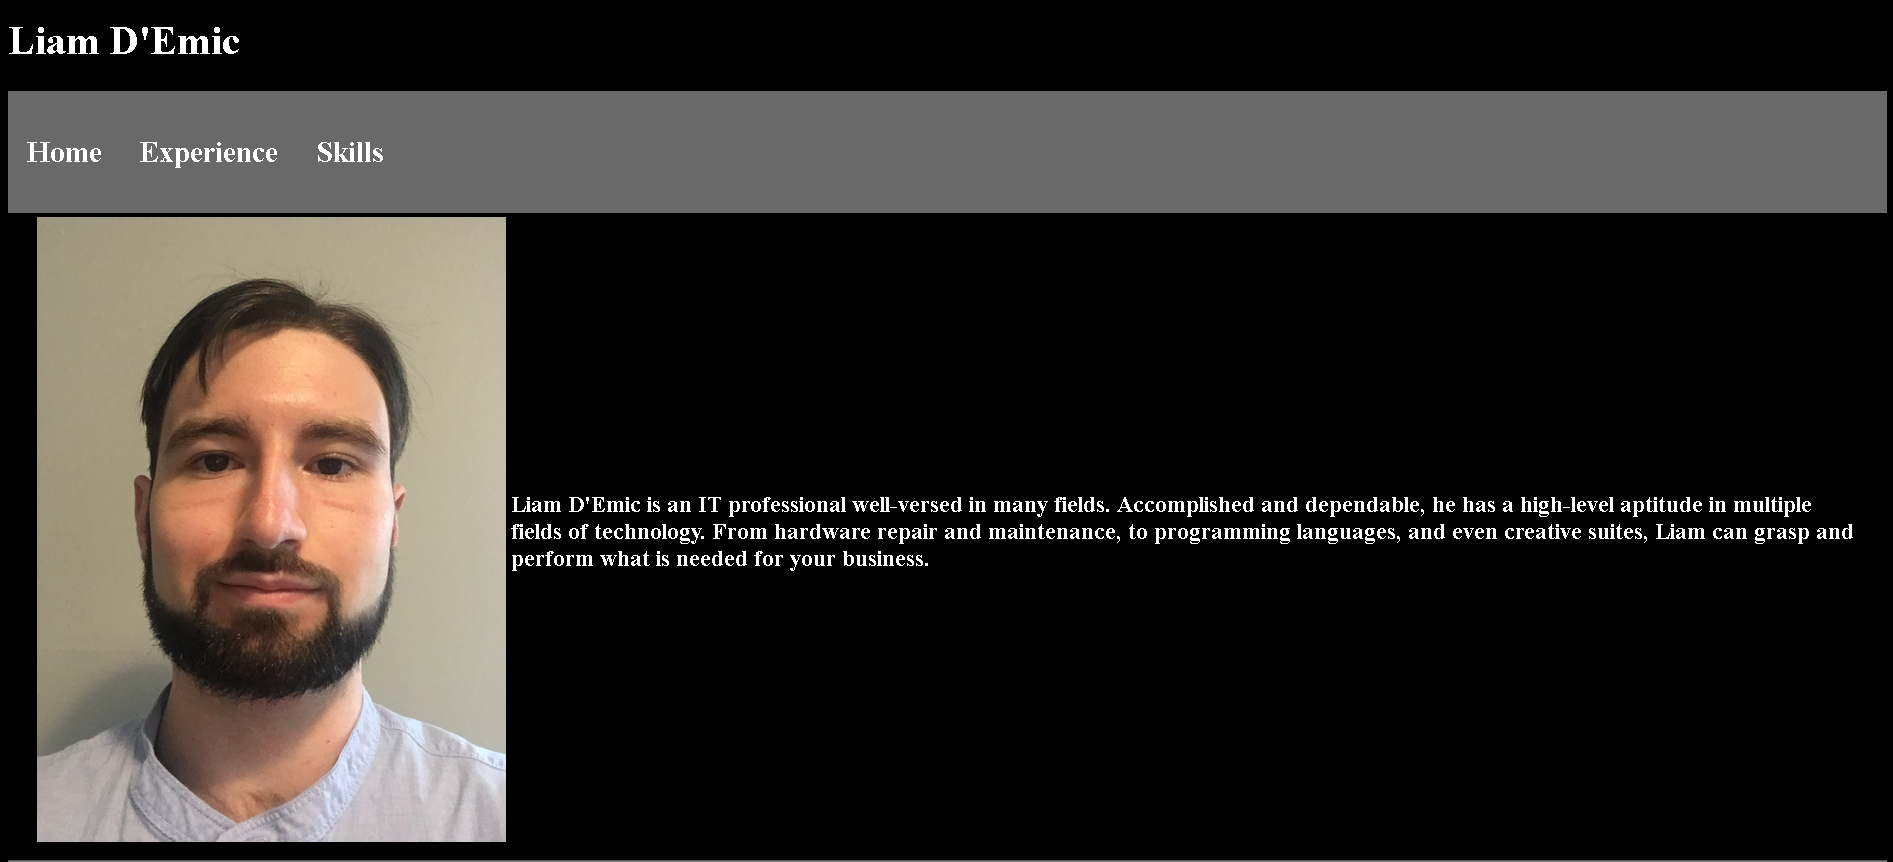 Liam D'Emic
Home Experience Skills
Liam D'Emic is an IT professional well-versed in many fields. Accomplished and dependable, he has a high-level aptitude in multiple
fields of technology. From hardware repair and maintenance, to programming languages, and even creative suites, Liam can grasp and
perform what is needed for your business.